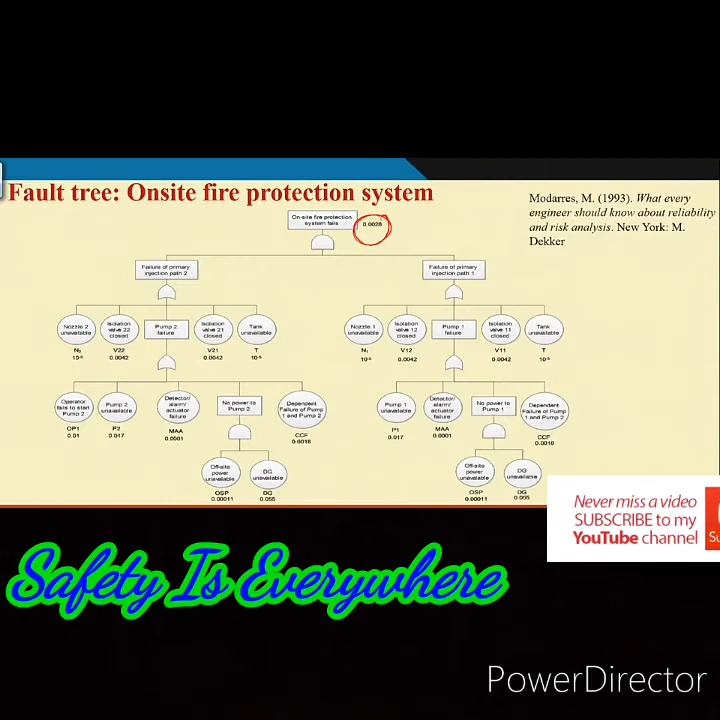 Fault tree: Onsite fire protection system
Modarres, M. (1993). What every
engineer should know about reliability
and risk analysis. New York: M.
Dekker
On-site fire protection
system fails
0.0028
Failure of primary
injection path 2
Failure of primary
injection path 1
Nozzle 2
unavailable
Isolation
valve 22
closed
Pump 2
failure
Isolation
valve 21
closed
Tank
unavailable
Nozzle 1
unavailable
Isolation
valve 12
closed
Pump 1
failure
Isolation
valve 11
closed
Tank
unavailable
N₂
10⁻⁵
V22
0.0042
V21
0.0042
T
10⁻⁵
N₁
10⁻⁵
V12
0.0042
V11
0.0042
T
10⁻⁵
Operator
fails to start
Pump 2
Pump 2
unavailable
Detector/
alarm/
actuator
failure
No power to
Pump 2
Dependent
Failure of Pump
1 and Pump 2
Pump 1
unavailable
Detector/
alarm/
actuator
failure
No power to
Pump 1
Dependent
Failure of Pump
1 and Pump 2
OP1
0.01
P2
0.017
MAA
0.0001
CCF
0.0018
P1
0.017
MAA
0.0001
CCF
0.0018
Off-site
power
unavailable
DG
unavailable
Off-site
power
unavailable
DG
unavailable
OSP
0.00011
DG
0.055
OSP
0.00011
DG
0.055
Never miss a video
SUBSCRIBE to my
YouTube channel
Su
Safety Is Everywhere
PowerDirector